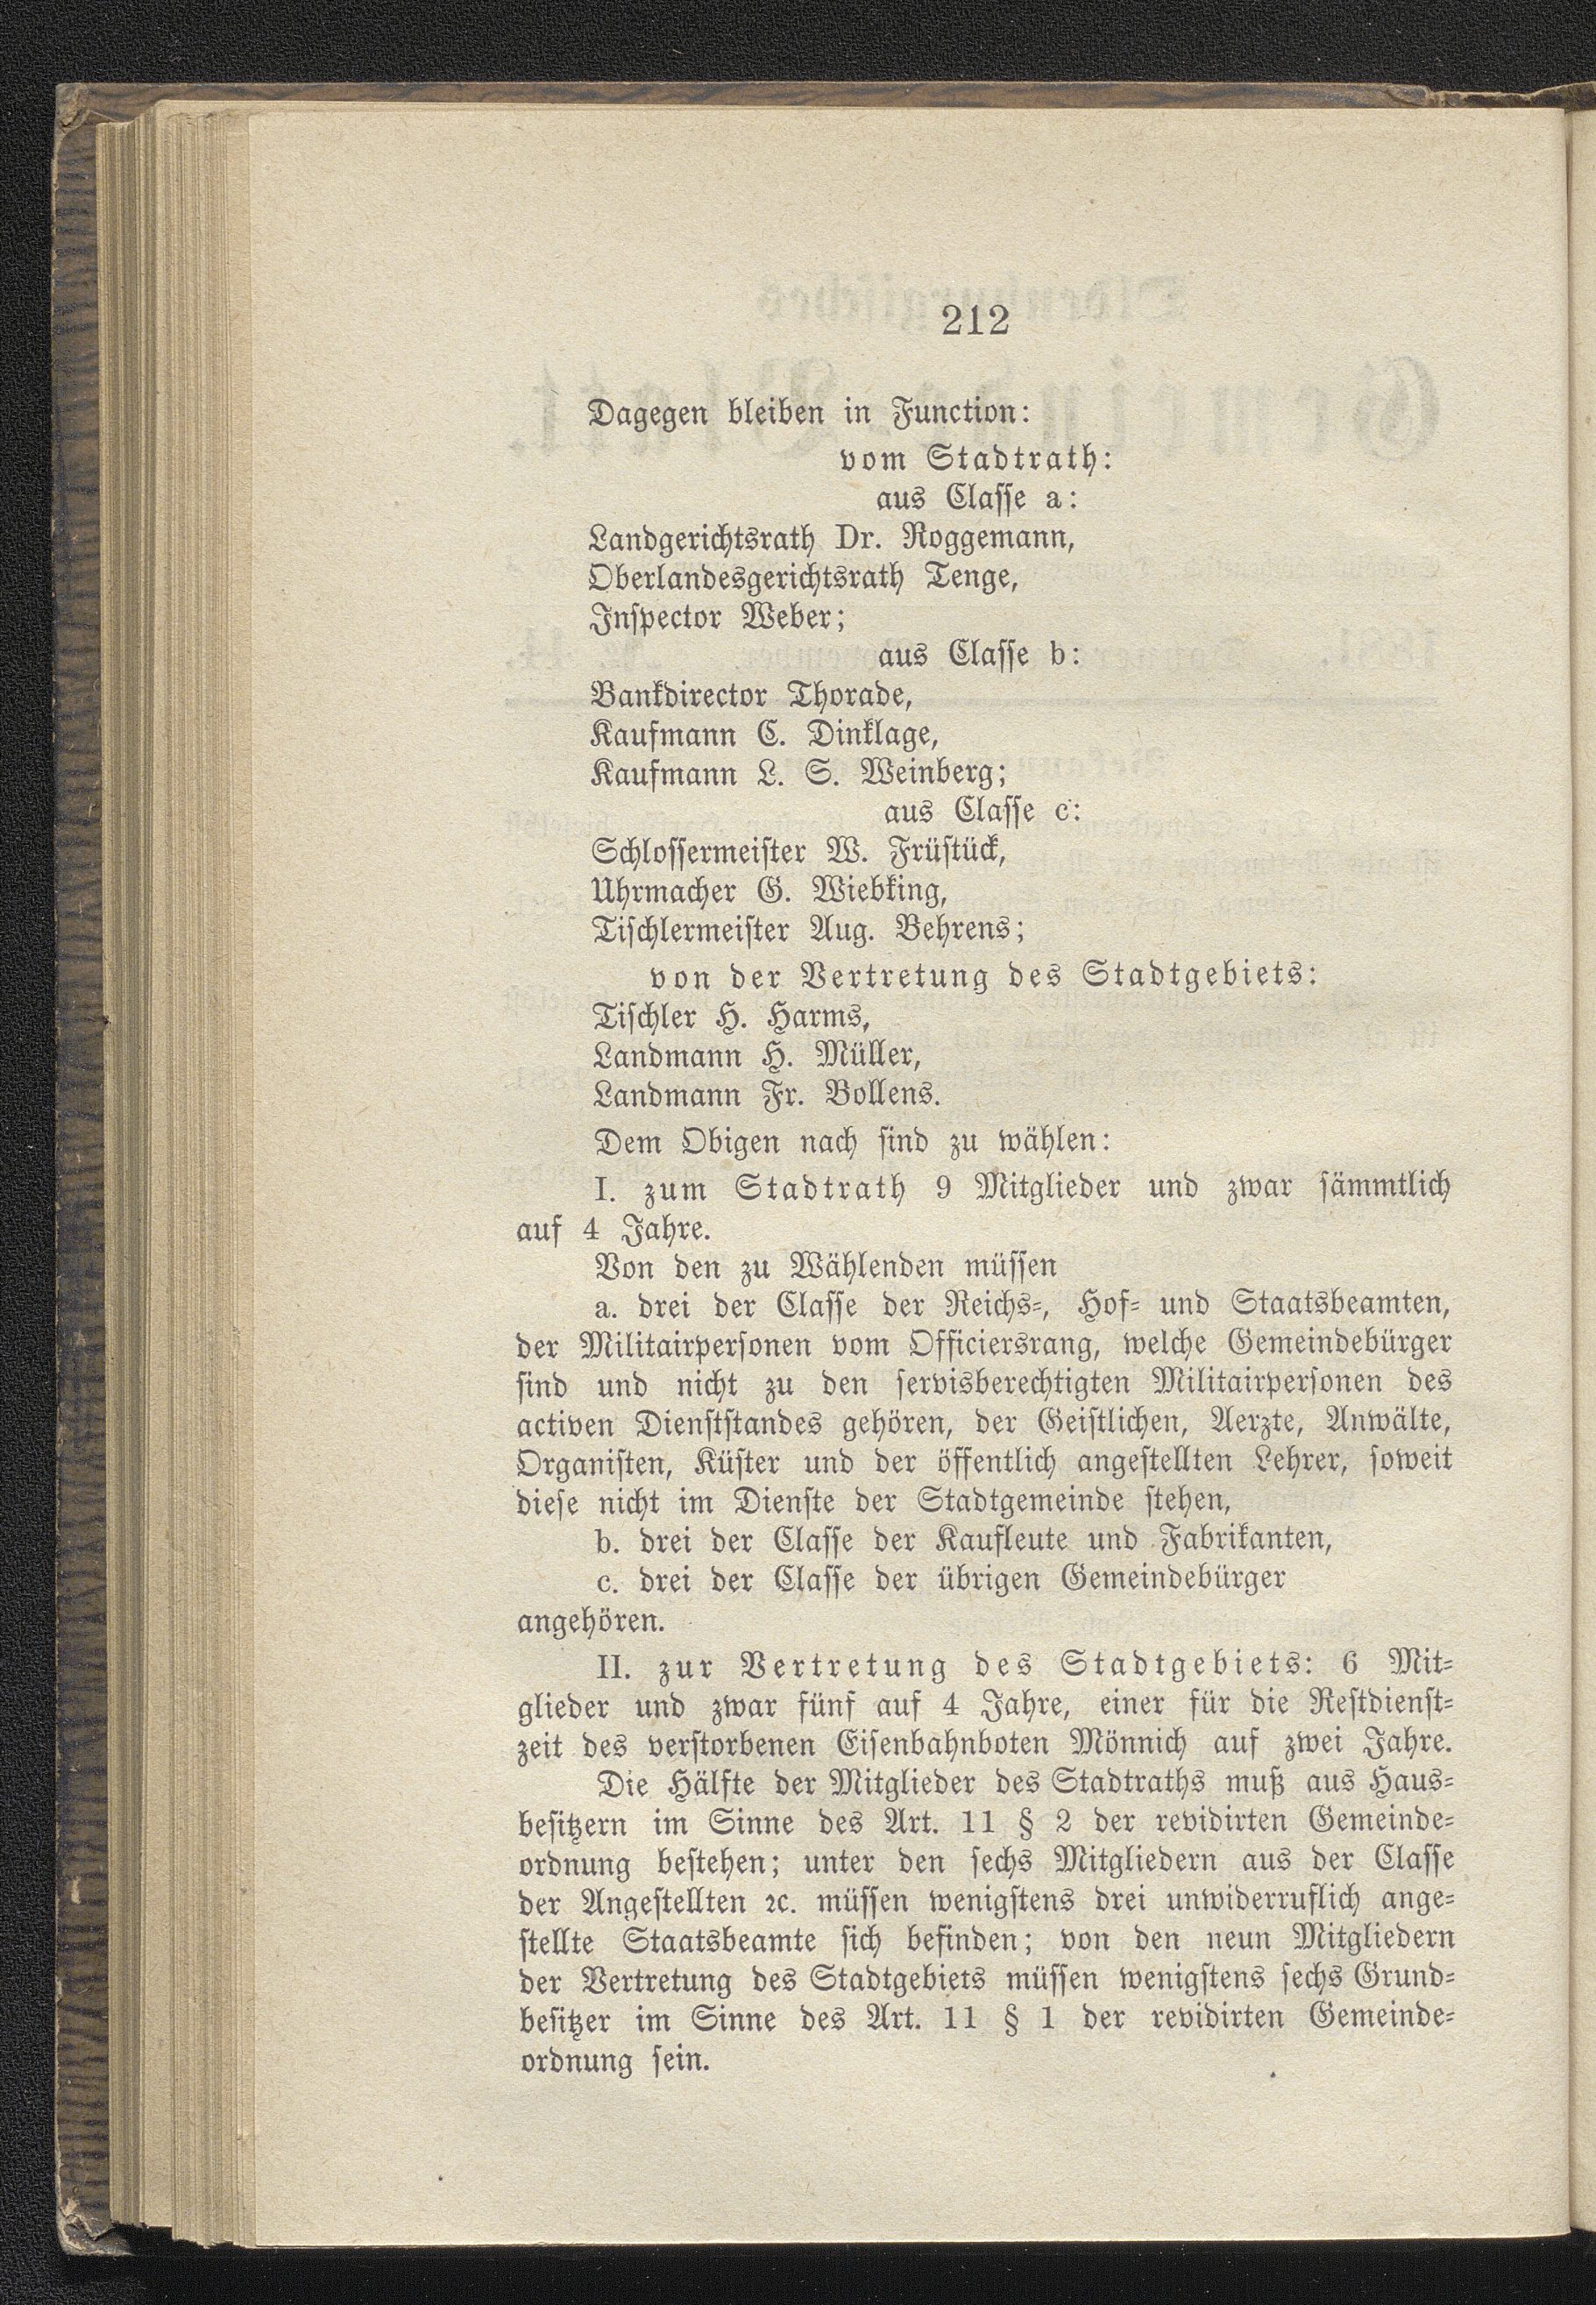 212
Dagegen bleiben in Function:
vom Stadtrath:
aus Classe a:
Landgerichtsrath Dr. Roggemann,
Oberlandesgerichtsrath Tenge,
Inspector Weber;
aus Classe b:
Bankdirector Thorade,
Kaufmann C. Dinklage,
Kaufmann L. S. Weinberg;
aus Classe c:
Schlossermeister W. Früstück,
Uhrmacher G. Wiebking,
Tischlermeister Aug. Behrens;
von der Vertretung des Stadtgebiets:
Tischler H. Harms,
Landmann H. Müller,
Landmann Fr. Bollens.
Dem Obigen nach sind zu wählen:
I. zum Stadtrath 9 Mitglieder und zwar sämmtlich
auf 4 Jahre.
Von den zu Wählenden müssen
a. drei der Classe der Reichs-, Hof- und Staatsbeamten,
der Militairpersonen vom Officiersrang, welche Gemeindebürger
sind und nicht zu den servisberechtigten Militairpersonen des
activen Dienststandes gehören, der Geistlichen, Aerzte, Anwälte,
Organisten, Küster und der öffentlich angestellten Lehrer, soweit
diese nicht im Dienste der Stadtgemeinde stehen,
b. drei der Classe der Kaufleute und Fabrikanten,
c. drei der Classe der übrigen Gemeindebürger
angehören.
II. zur Vertretung des Stadtgebiets: 6 Mit-
glieder und zwar fünf auf 4 Jahre, einer für die Restdienst-
zeit des verstorbenen Eisenbahnboten Mönnich auf zwei Jahre.
Die Hälfte der Mitglieder des Stadtraths muß aus Haus-
besitzern im Sinne des Art. 11 § 2 der revidirten Gemeinde-
ordnung bestehen; unter den sechs Mitgliedern aus der Classe
der Angestellten ꝛc. müssen wenigstens drei unwiderruflich ange-
stellte Staatsbeamte sich befinden; von den neun Mitgliedern
der Vertretung des Stadtgebiets müssen wenigstens sechs Grund-
besitzer im Sinne des Art. 11 § 1 der revidirten Gemeinde-
ordnung sein.